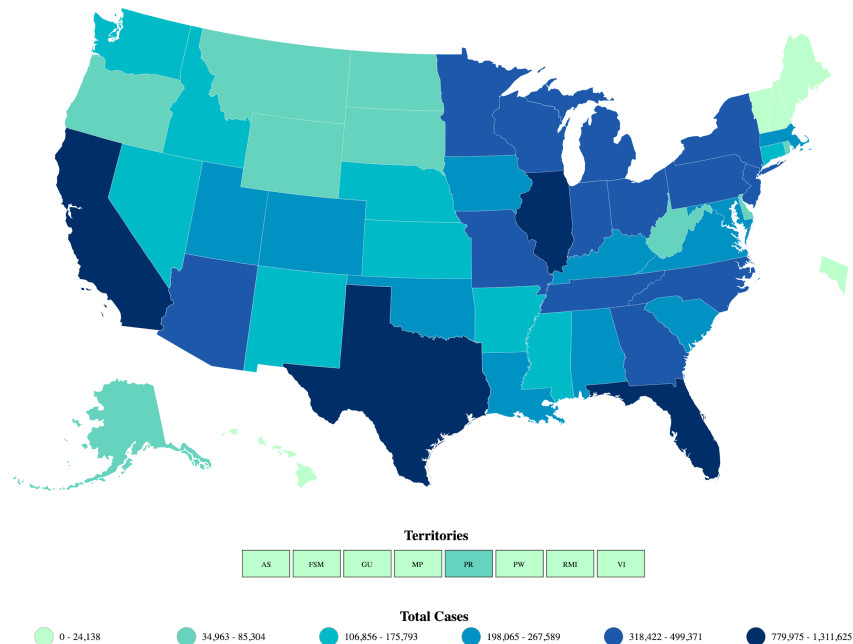 Territories
AS FSM GU MP PR PW RMI VI
Total Cases
0 - 24,138 34,963 - 85,304 106,856 - 175,793 198,065 - 267,589 318,422 - 499,371 779,975 - 1,311,625